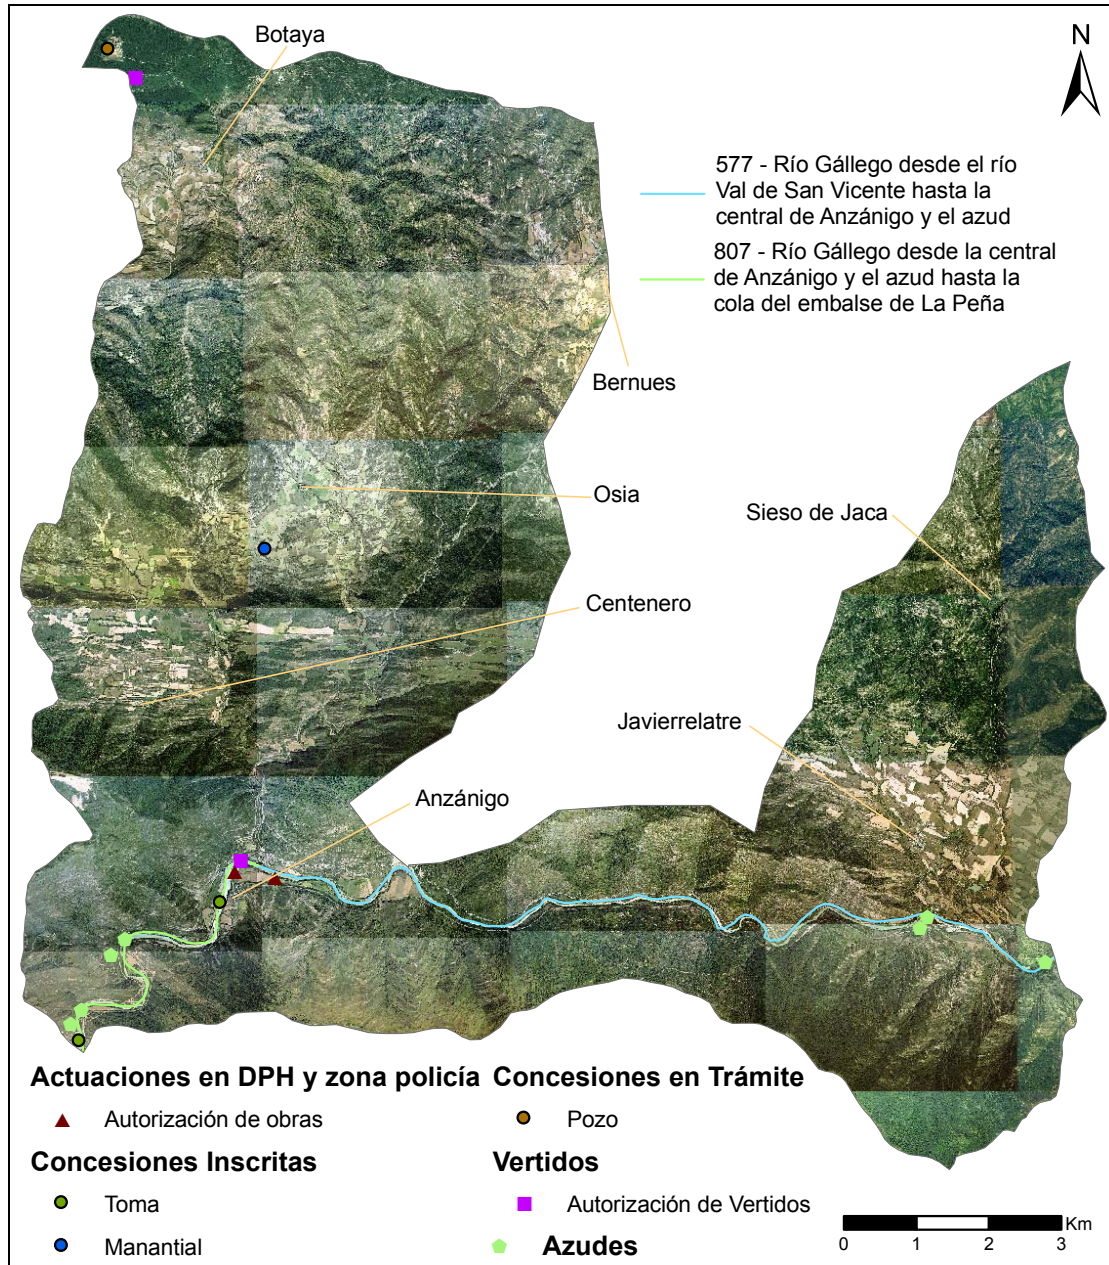 Botaya
N
577 - Río Gállego desde el río
Val de San Vicente hasta la
central de Anzánigo y el azud
807 - Río Gállego desde la central
de Anzánigo y el azud hasta la
cola del embalse de La Peña
Bernues
Osia
Sieso de Jaca
Centenero
Javierrelatre
Anzánigo
Actuaciones en DPH y zona policía
Autorización de obras
Concesiones Inscritas
Toma
Manantial
Concesiones en Trámite
Pozo
Vertidos
Autorización de Vertidos
Azudes
Km
0 1 2 3